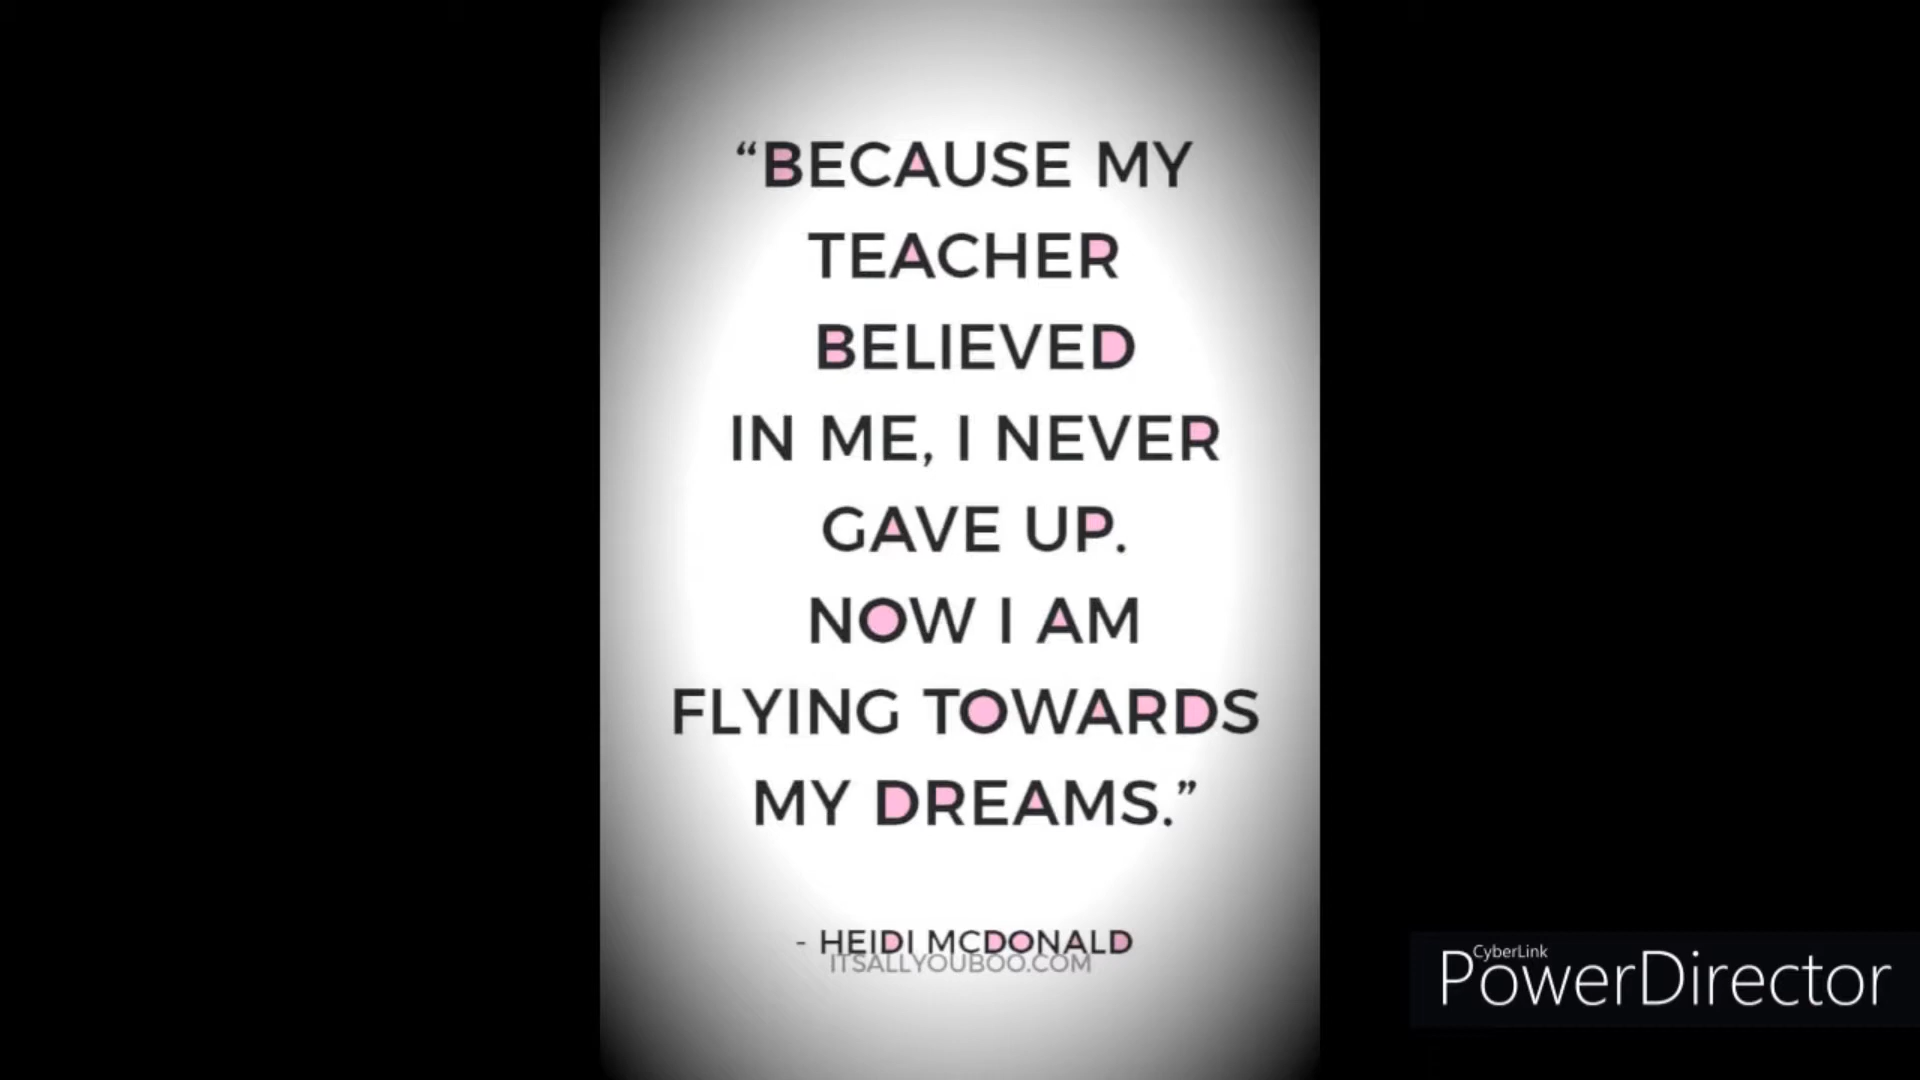 “BECAUSE MY
TEACHER
BELIEVED
IN ME, I NEVER
GAVE UP.
NOW I AM
FLYING TOWARDS
MY DREAMS.”
- HEIDI MCDONALD
ITSALLYOUBOO.COM
CyberLink
PowerDirector